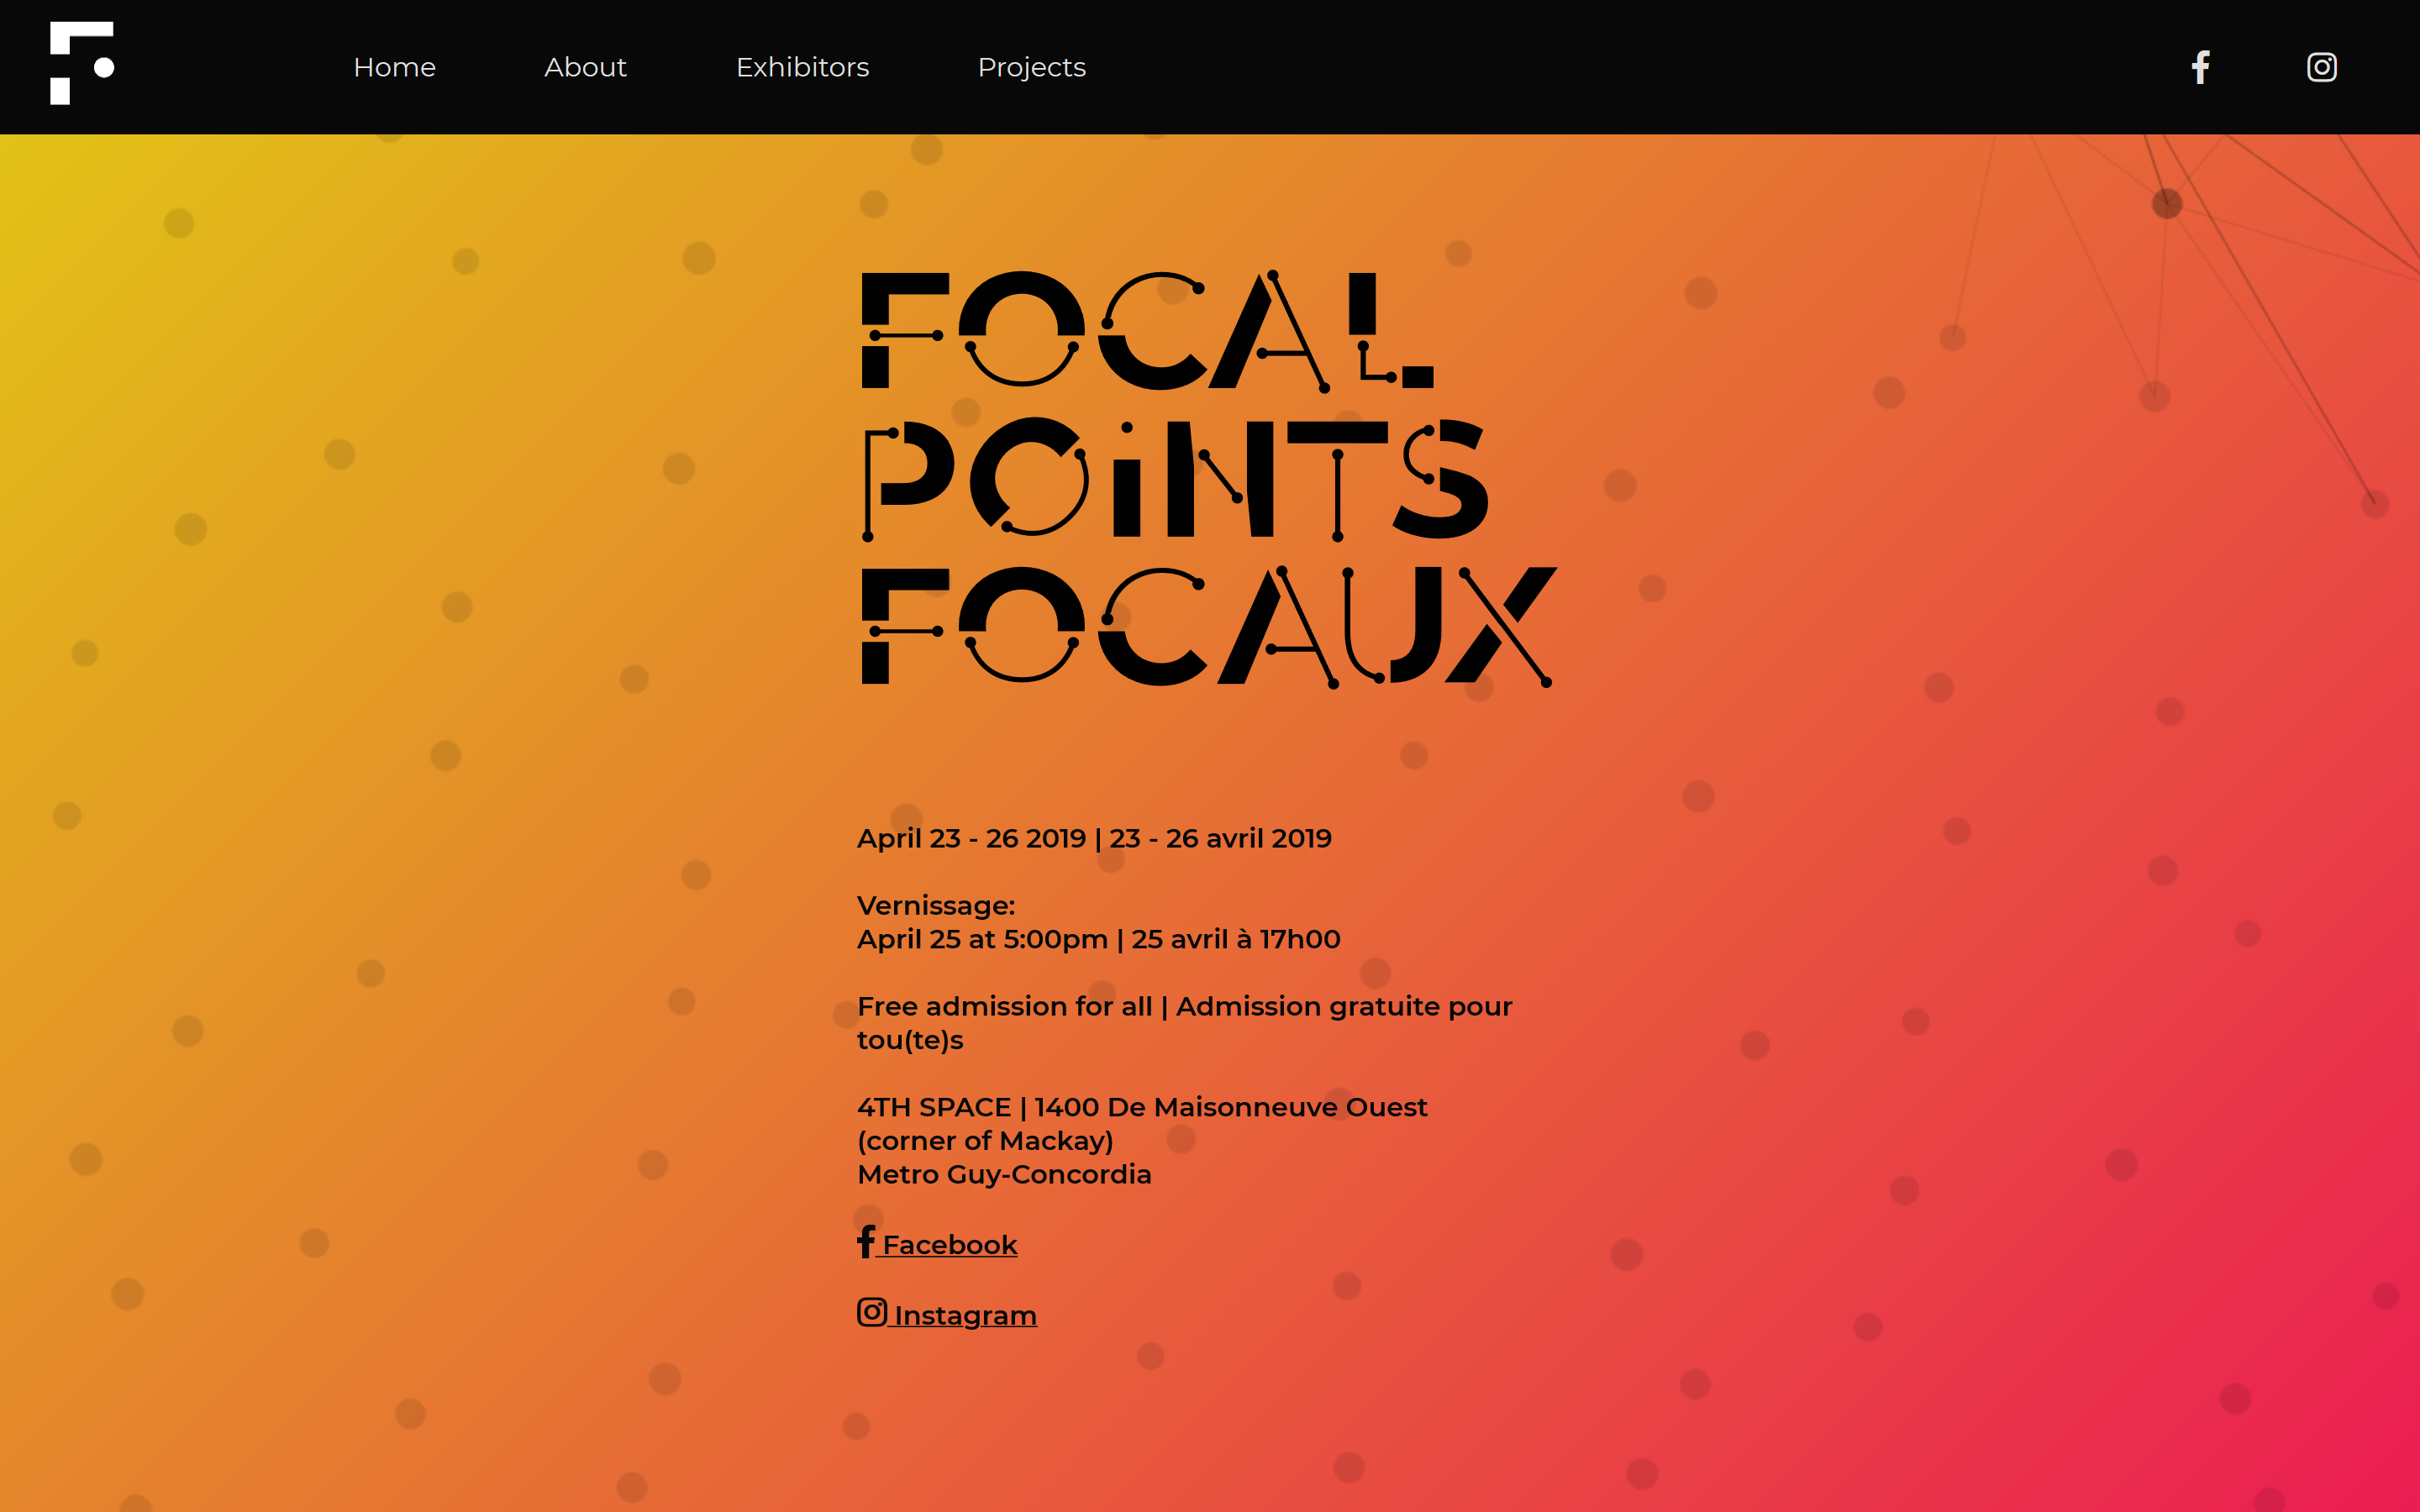 Home About Exhibitors Projects
FOCAL
POiNTS
FOCAUX
April 23 - 26 2019 | 23 - 26 avril 2019
Vernissage:
April 25 at 5:00pm | 25 avril à 17h00
Free admission for all | Admission gratuite pour
tou(te)s
4TH SPACE | 1400 De Maisonneuve Ouest
(corner of Mackay)
Metro Guy-Concordia
Facebook
Instagram